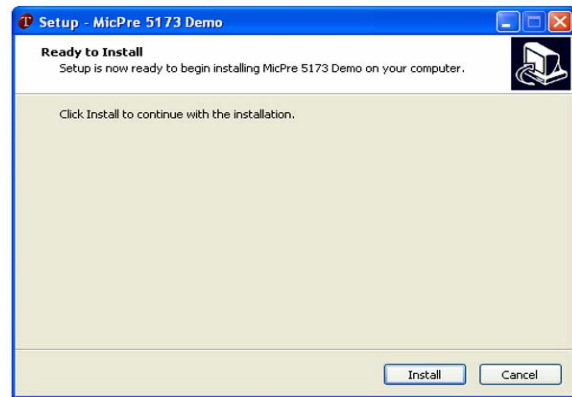 Setup - MicPre 5173 Demo
Ready to Install
Setup is now ready to begin installing MicPre 5173 Demo on your computer.
Click Install to continue with the installation.
Install
Cancel